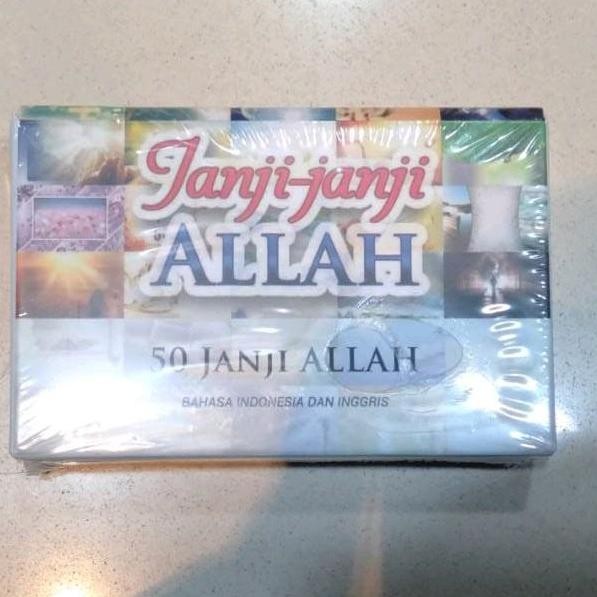 Janji-janji
ALLAH
50 JANJI ALLAH
BAHASA INDONESIA DAN INGGRIS